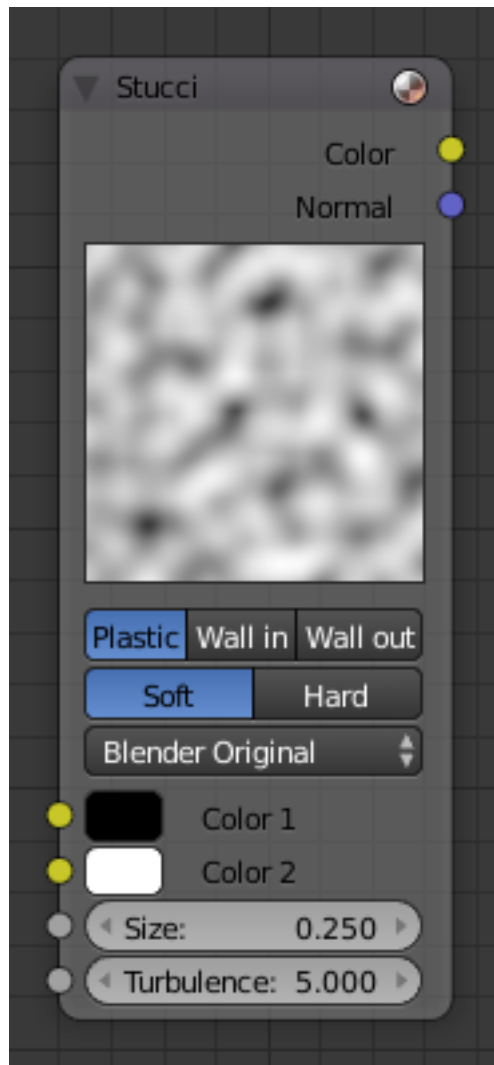 Stucci
Color
Normal
Plastic Wall in Wall out
Soft Hard
Blender Original
Color 1
Color 2
Size: 0.250
Turbulence: 5.000